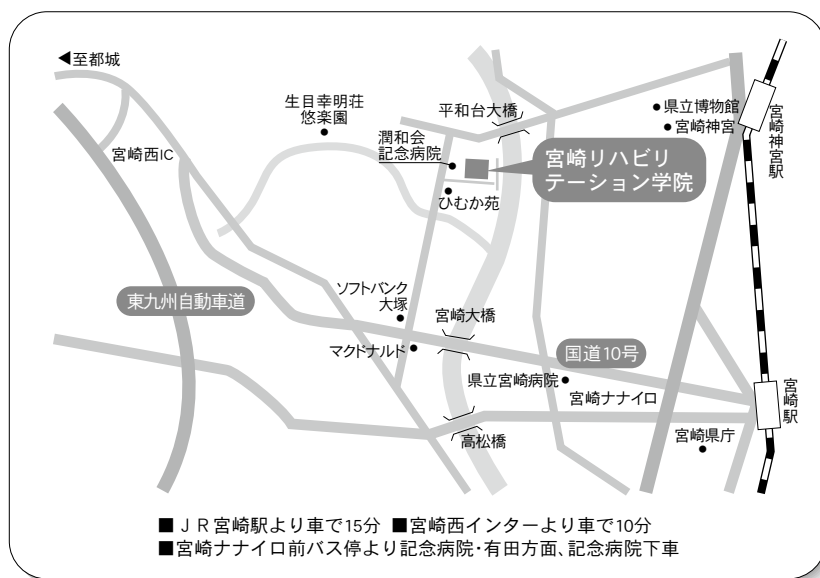 ◀至都城
生目幸明荘
悠楽園
平和台大橋
県立博物館
宮崎神宮
宮崎神宮駅
潤和会
記念病院
宮崎リハビリ
テーション学院
宮崎西IC
ひむか苑
東九州自動車道
ソフトバンク
大塚
宮崎大橋
マクドナルド
国道10号
県立宮崎病院
宮崎ナナイロ
宮崎駅
高松橋
宮崎県庁
■ＪＲ宮崎駅より車で15分 ■宮崎西インターより車で10分
■宮崎ナナイロ前バス停より記念病院・有田方面、記念病院下車